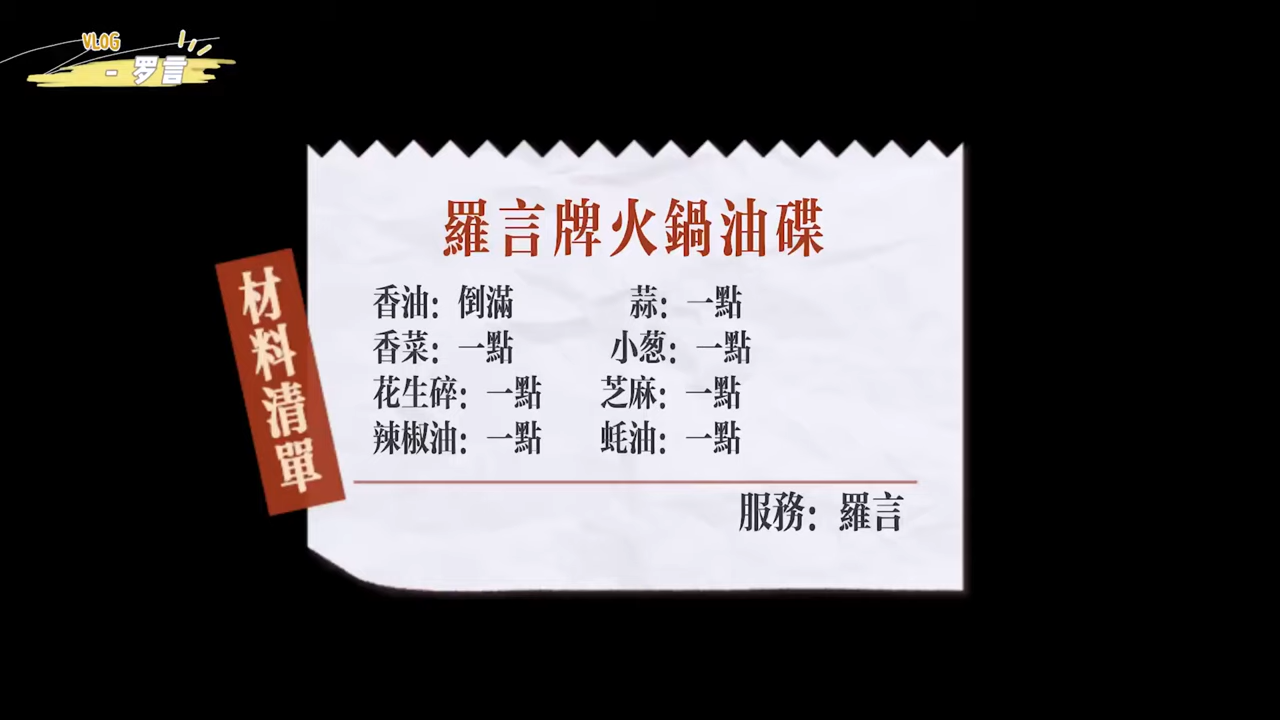 VLOG
- 罗言
羅言牌火鍋油碟
材料清單
香油：倒滿 蒜：一點
香菜：一點 小葱：一點
花生碎：一點 芝麻：一點
辣椒油：一點 蚝油：一點
服務：羅言